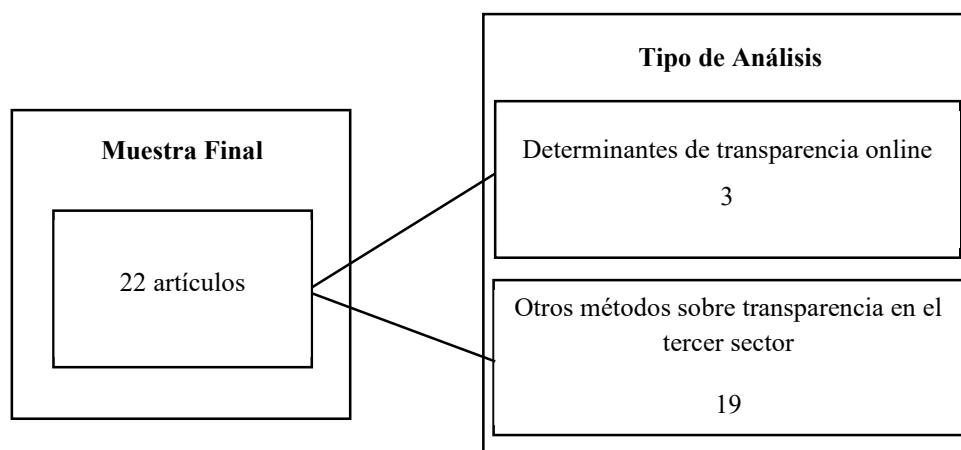 Muestra Final
22 artículos
Tipo de Análisis
Determinantes de transparencia online
3
Otros métodos sobre transparencia en el
tercer sector
19